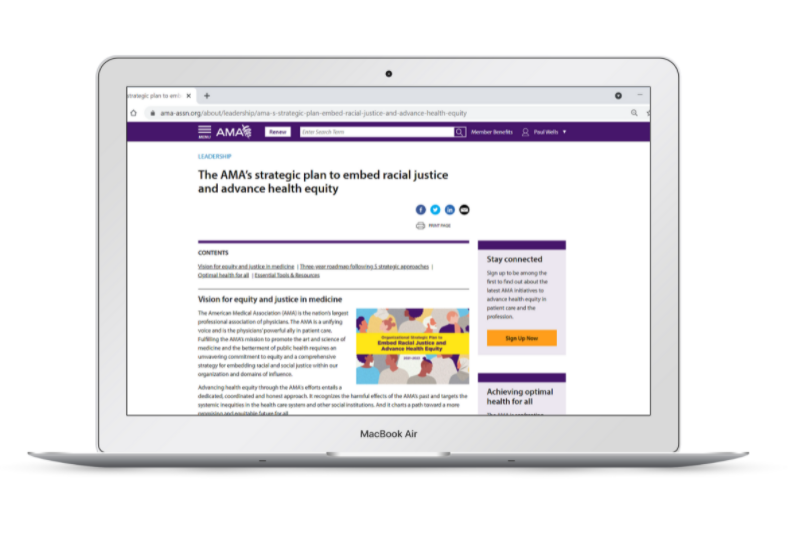 strategic plan to emb
ama-assn.org/about/leadership/ama-s-strategic-plan-embed-racial-justice-and-advance-health-equity
MENU AMA Renew Enter Search Term Member Benefits Paul Wells
LEADERSHIP
The AMA's strategic plan to embed racial justice
and advance health equity
PRINT PAGE
CONTENTS
Vision for equity and justice in medicine | Three-year roadmap following 5 strategic approaches |
Optimal health for all | Essential Tools & Resources
Vision for equity and justice in medicine
The American Medical Association (AMA) is the nation's largest
professional association of physicians. The AMA is a unifying
voice and is the physicians' powerful ally in patient care.
Fulfilling the AMA's mission to promote the art and science of
medicine and the betterment of public health requires an
unwavering commitment to equity and a comprehensive
strategy for embedding racial and social justice within our
organization and domains of influence.
Organizational Strategic Plan to
Embed Racial Justice and
Advance Health Equity
Advancing health equity through the AMA's efforts entails a
dedicated, coordinated and honest approach. It recognizes the harmful effects of the AMA's past and targets the
systemic inequities in the health care system and other social institutions. And it charts a path toward a more
Stay connected
Sign up to be among the
first to find out about the
latest AMA initiatives to
advance health equity in
patient care and the
profession.
Sign Up Now
Achieving optimal
health for all
MacBook Air